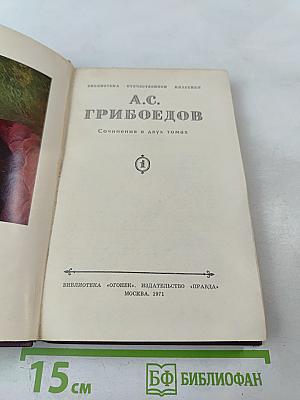 БИБЛИОТЕКА ОТЕЧЕСТВЕННОЙ КЛАССИКИ
А.С.
ГРИБОЕДОВ
Сочинения в двух томах
1
БИБЛИОТЕКА «ОГОНЕК». ИЗДАТЕЛЬСТВО «ПРАВДА»
МОСКВА. 1971
15 см
БФ БИБЛИОФАН